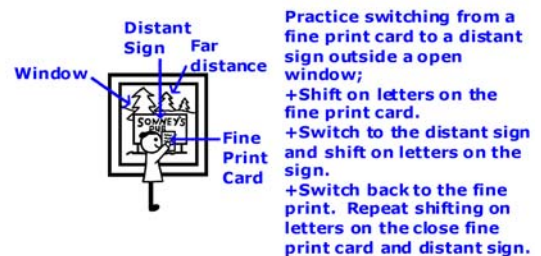 Distant
Sign
Far
distance
Window
SONNEY'S
PUB
Fine
Print
Card
Practice switching from a
fine print card to a distant
sign outside a open
window;
+Shift on letters on the
fine print card.
+Switch to the distant sign
and shift on letters on the
sign.
+Switch back to the fine
print. Repeat shifting on
letters on the close fine
print card and distant sign.